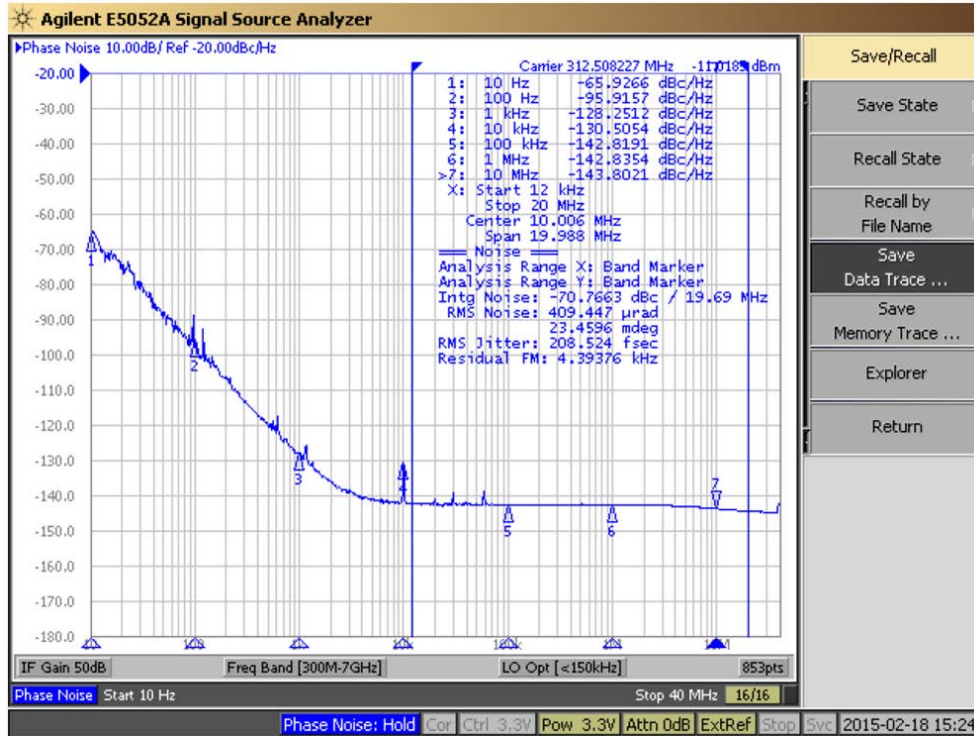 Agilent E5052A Signal Source Analyzer
Phase Noise 10.00dB/ Ref -20.00dBc/Hz
Carrier 312.508227 MHz dBm
1: 10 Hz -65.9266 dBc/Hz
2: 100 Hz -95.9157 dBc/Hz
3: 1 kHz -128.2512 dBc/Hz
4: 10 kHz -130.5054 dBc/Hz
5: 100 kHz -142.8191 dBc/Hz
6: 1 MHz -142.8354 dBc/Hz
>7: 10 MHz -143.8021 dBc/Hz
X: Start 12 kHz
Stop 20 MHz
Center 10.006 MHz
Span 19.988 MHz
=== Noise ===
Analysis Range X: Band Marker
Analysis Range Y: Band Marker
Intg Noise: -70.7663 dBc / 19.69 MHz
RMS Noise: 409.447 µrad
23.4596 mdeg
RMS Jitter: 208.524 fsec
Residual FM: 4.39376 kHz
-20.00
-30.00
-40.00
-50.00
-60.00
-70.00
-80.00
-90.00
-100.0
-110.0
-120.0
-130.0
-140.0
-150.0
-160.0
-170.0
-180.0
1
2
3
4
5
6
7
IF Gain 50dB
Freq Band [300M-7GHz]
LO Opt [<150kHz]
853pts
Phase Noise Start 10 Hz
Stop 40 MHz 16/16
Phase Noise: Hold Cor Ctrl 3.3V Pow 3.3V Attn 0dB ExtRef Stop Svc 2015-02-18 15:24
Save/Recall
Save State
Recall State
Recall by
File Name
Save
Data Trace ...
Save
Memory Trace ...
Explorer
Return